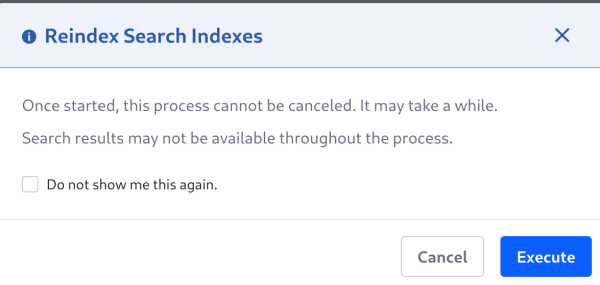 Reindex Search Indexes
Once started, this process cannot be canceled. It may take a while.
Search results may not be available throughout the process.
Do not show me this again.
Cancel
Execute